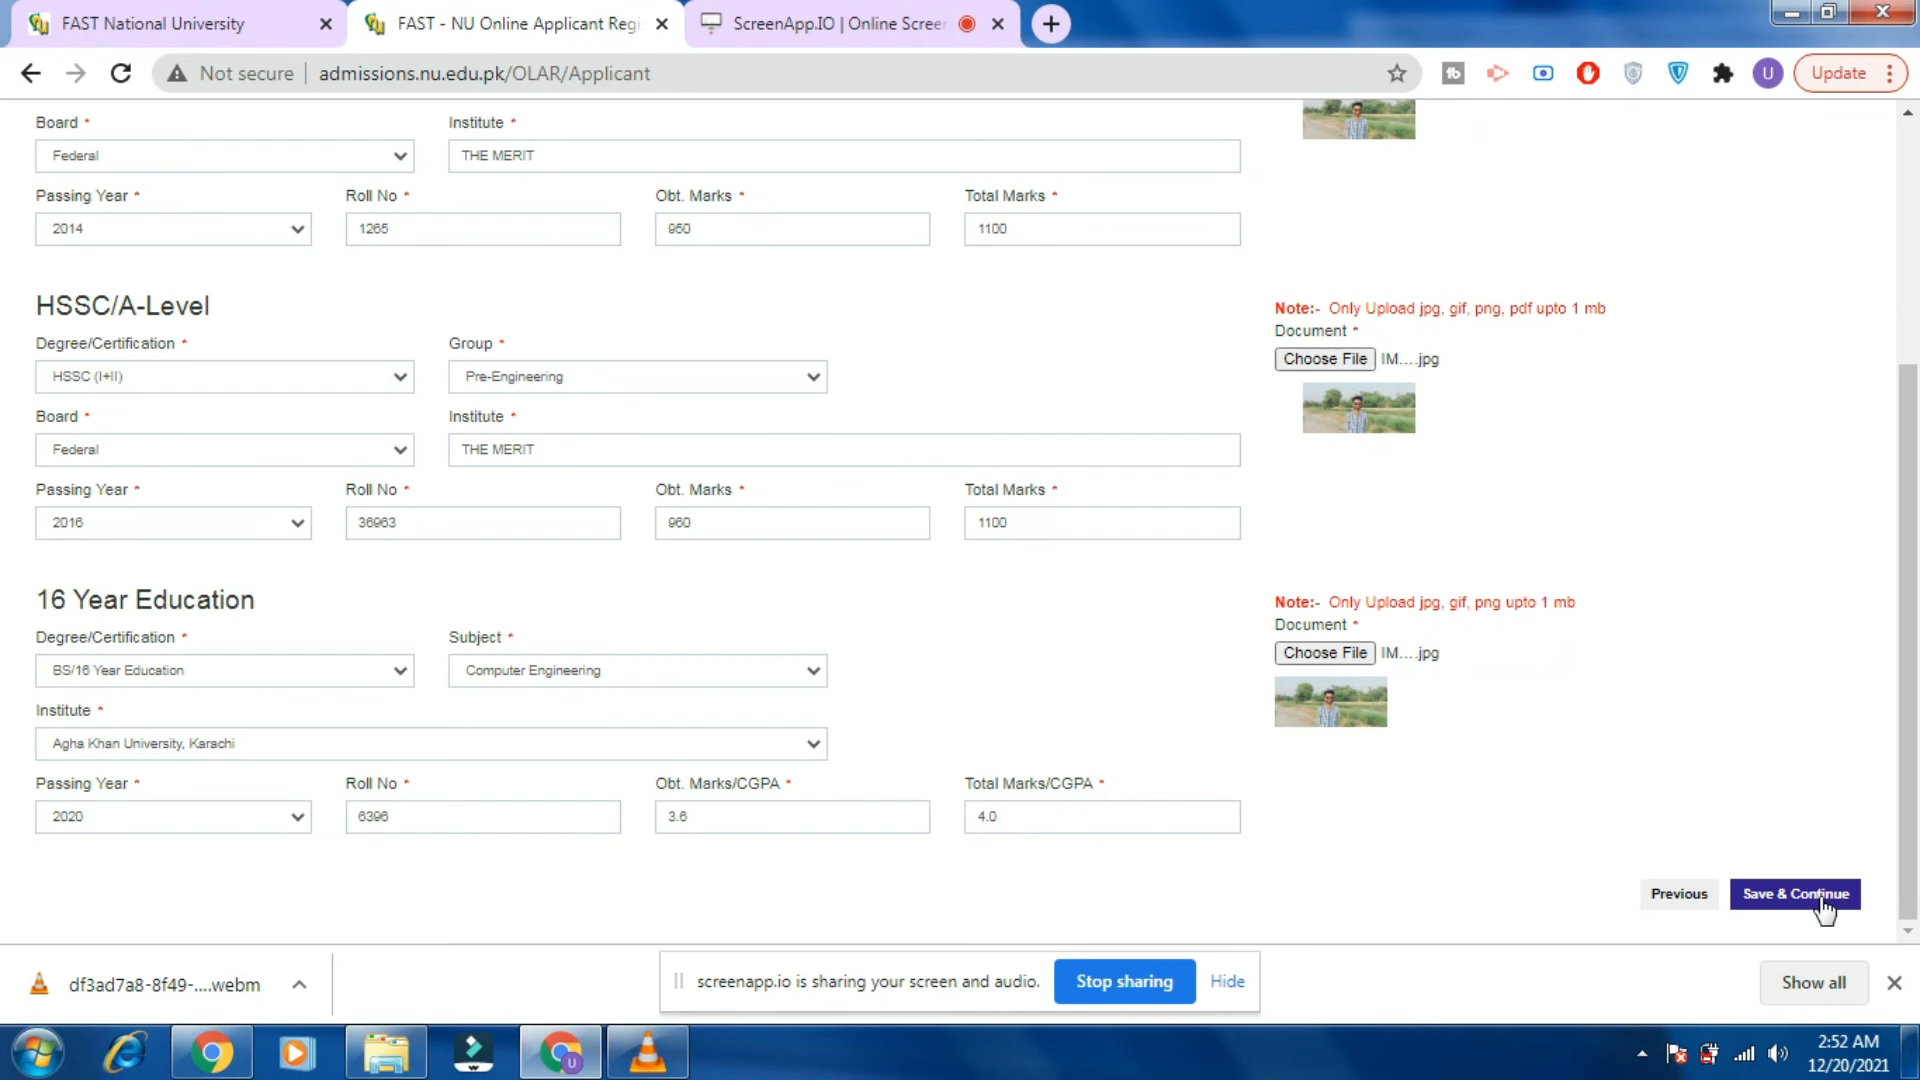 FAST National University
FAST - NU Online Applicant Regi
ScreenApp.IO | Online Screen
Not secure
admissions.nu.edu.pk/OLAR/Applicant
U
Update
Board *
Institute *
Federal
THE MERIT
Passing Year *
Roll No *
Obt. Marks *
Total Marks *
2014
1265
950
1100
HSSC/A-Level
Note:- Only Upload jpg, gif, png, pdf upto 1 mb
Document *
Degree/Certification *
Group *
Choose File IM....jpg
HSSC (I+II)
Pre-Engineering
Board *
Institute *
Federal
THE MERIT
Passing Year *
Roll No *
Obt. Marks *
Total Marks *
2016
36963
960
1100
16 Year Education
Note:- Only Upload jpg, gif, png upto 1 mb
Document *
Degree/Certification *
Subject *
Choose File IM....jpg
BS/16 Year Education
Computer Engineering
Institute *
Agha Khan University, Karachi
Passing Year *
Roll No *
Obt. Marks/CGPA *
Total Marks/CGPA *
2020
6396
3.6
4.0
Previous
Save & Continue
df3ad7a8-8f49-....webm
screenapp.io is sharing your screen and audio.
Stop sharing
Hide
Show all
2:52 AM
12/20/2021